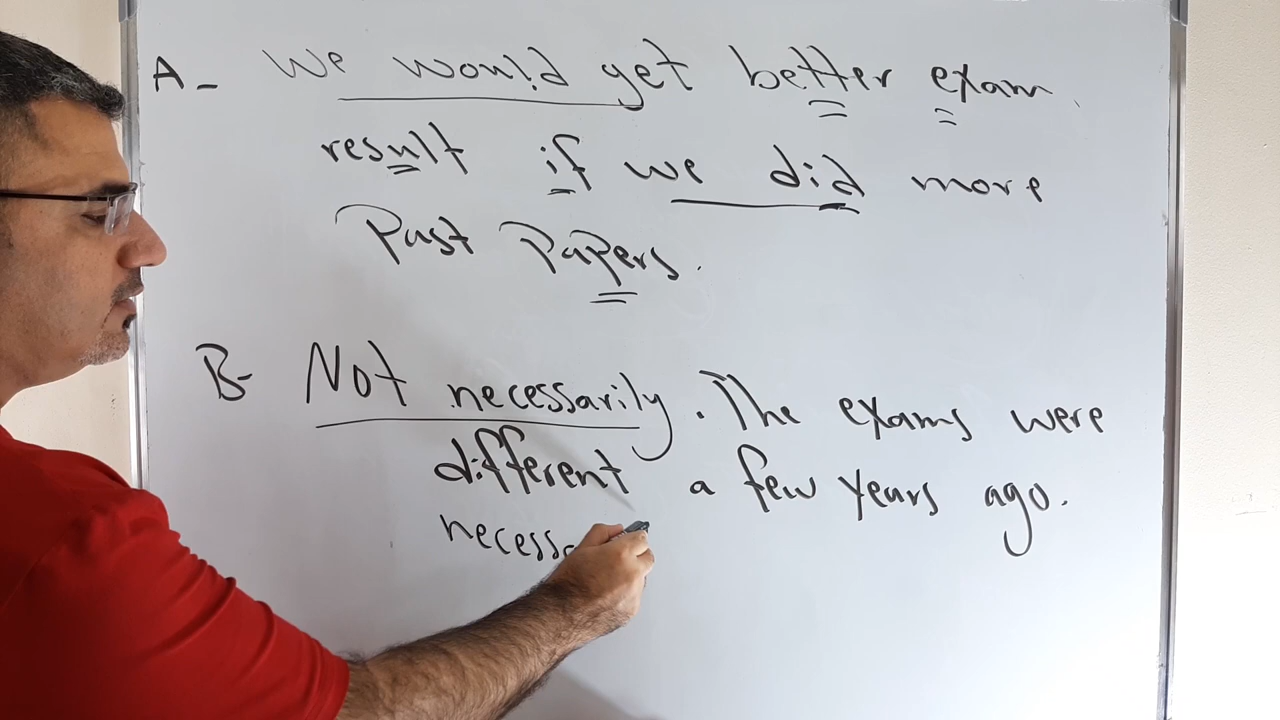 A- We would get better exam
result if we did more
Past Papers.
B- Not necessarily. The exams were
different a few years ago.
necess